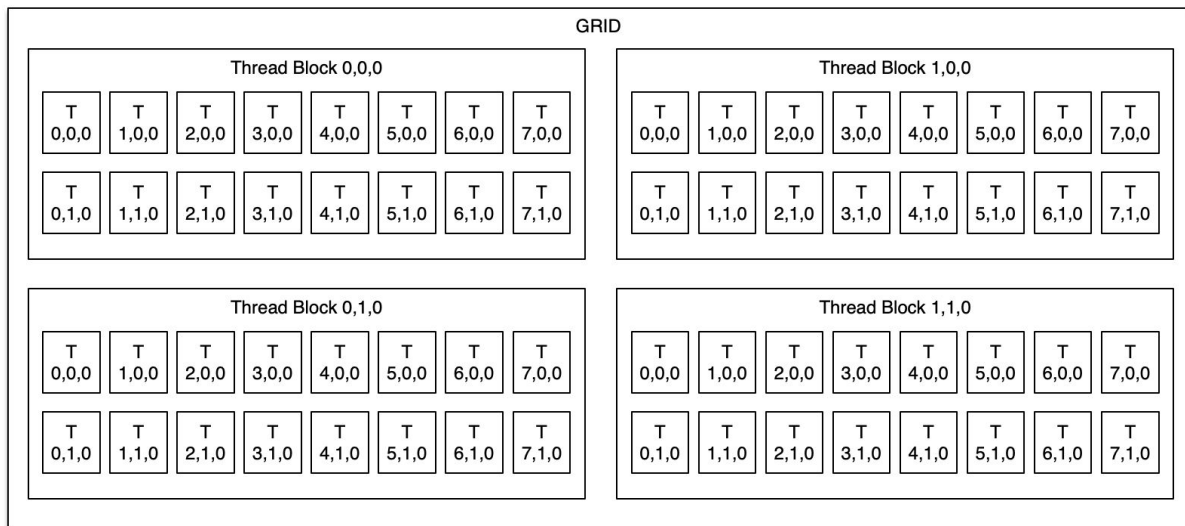 GRID
Thread Block 0,0,0
T T T T T T T T
0,0,0 1,0,0 2,0,0 3,0,0 4,0,0 5,0,0 6,0,0 7,0,0
T T T T T T T T
0,1,0 1,1,0 2,1,0 3,1,0 4,1,0 5,1,0 6,1,0 7,1,0
Thread Block 1,0,0
T T T T T T T T
0,0,0 1,0,0 2,0,0 3,0,0 4,0,0 5,0,0 6,0,0 7,0,0
T T T T T T T T
0,1,0 1,1,0 2,1,0 3,1,0 4,1,0 5,1,0 6,1,0 7,1,0
Thread Block 0,1,0
T T T T T T T T
0,0,0 1,0,0 2,0,0 3,0,0 4,0,0 5,0,0 6,0,0 7,0,0
T T T T T T T T
0,1,0 1,1,0 2,1,0 3,1,0 4,1,0 5,1,0 6,1,0 7,1,0
Thread Block 1,1,0
T T T T T T T T
0,0,0 1,0,0 2,0,0 3,0,0 4,0,0 5,0,0 6,0,0 7,0,0
T T T T T T T T
0,1,0 1,1,0 2,1,0 3,1,0 4,1,0 5,1,0 6,1,0 7,1,0